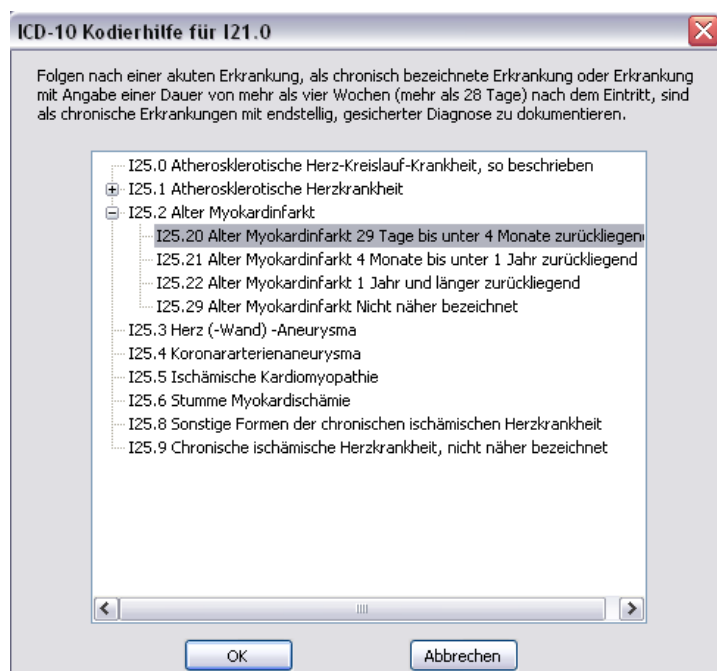 ICD-10 Kodierhilfe für I21.0
Folgen nach einer akuten Erkrankung, als chronisch bezeichnete Erkrankung oder Erkrankung
mit Angabe einer Dauer von mehr als vier Wochen (mehr als 28 Tage) nach dem Eintritt, sind
als chronische Erkrankungen mit endstellig, gesicherter Diagnose zu dokumentieren.
I25.0 Atherosklerotische Herz-Kreislauf-Krankheit, so beschrieben
I25.1 Atherosklerotische Herzkrankheit
I25.2 Alter Myokardinfarkt
I25.20 Alter Myokardinfarkt 29 Tage bis unter 4 Monate zurückliegen
I25.21 Alter Myokardinfarkt 4 Monate bis unter 1 Jahr zurückliegend
I25.22 Alter Myokardinfarkt 1 Jahr und länger zurückliegend
I25.29 Alter Myokardinfarkt Nicht näher bezeichnet
I25.3 Herz (-Wand) -Aneurysma
I25.4 Koronararterienaneurysma
I25.5 Ischämische Kardiomyopathie
I25.6 Stumme Myokardischämie
I25.8 Sonstige Formen der chronischen ischämischen Herzkrankheit
I25.9 Chronische ischämische Herzkrankheit, nicht näher bezeichnet
OK Abbrechen